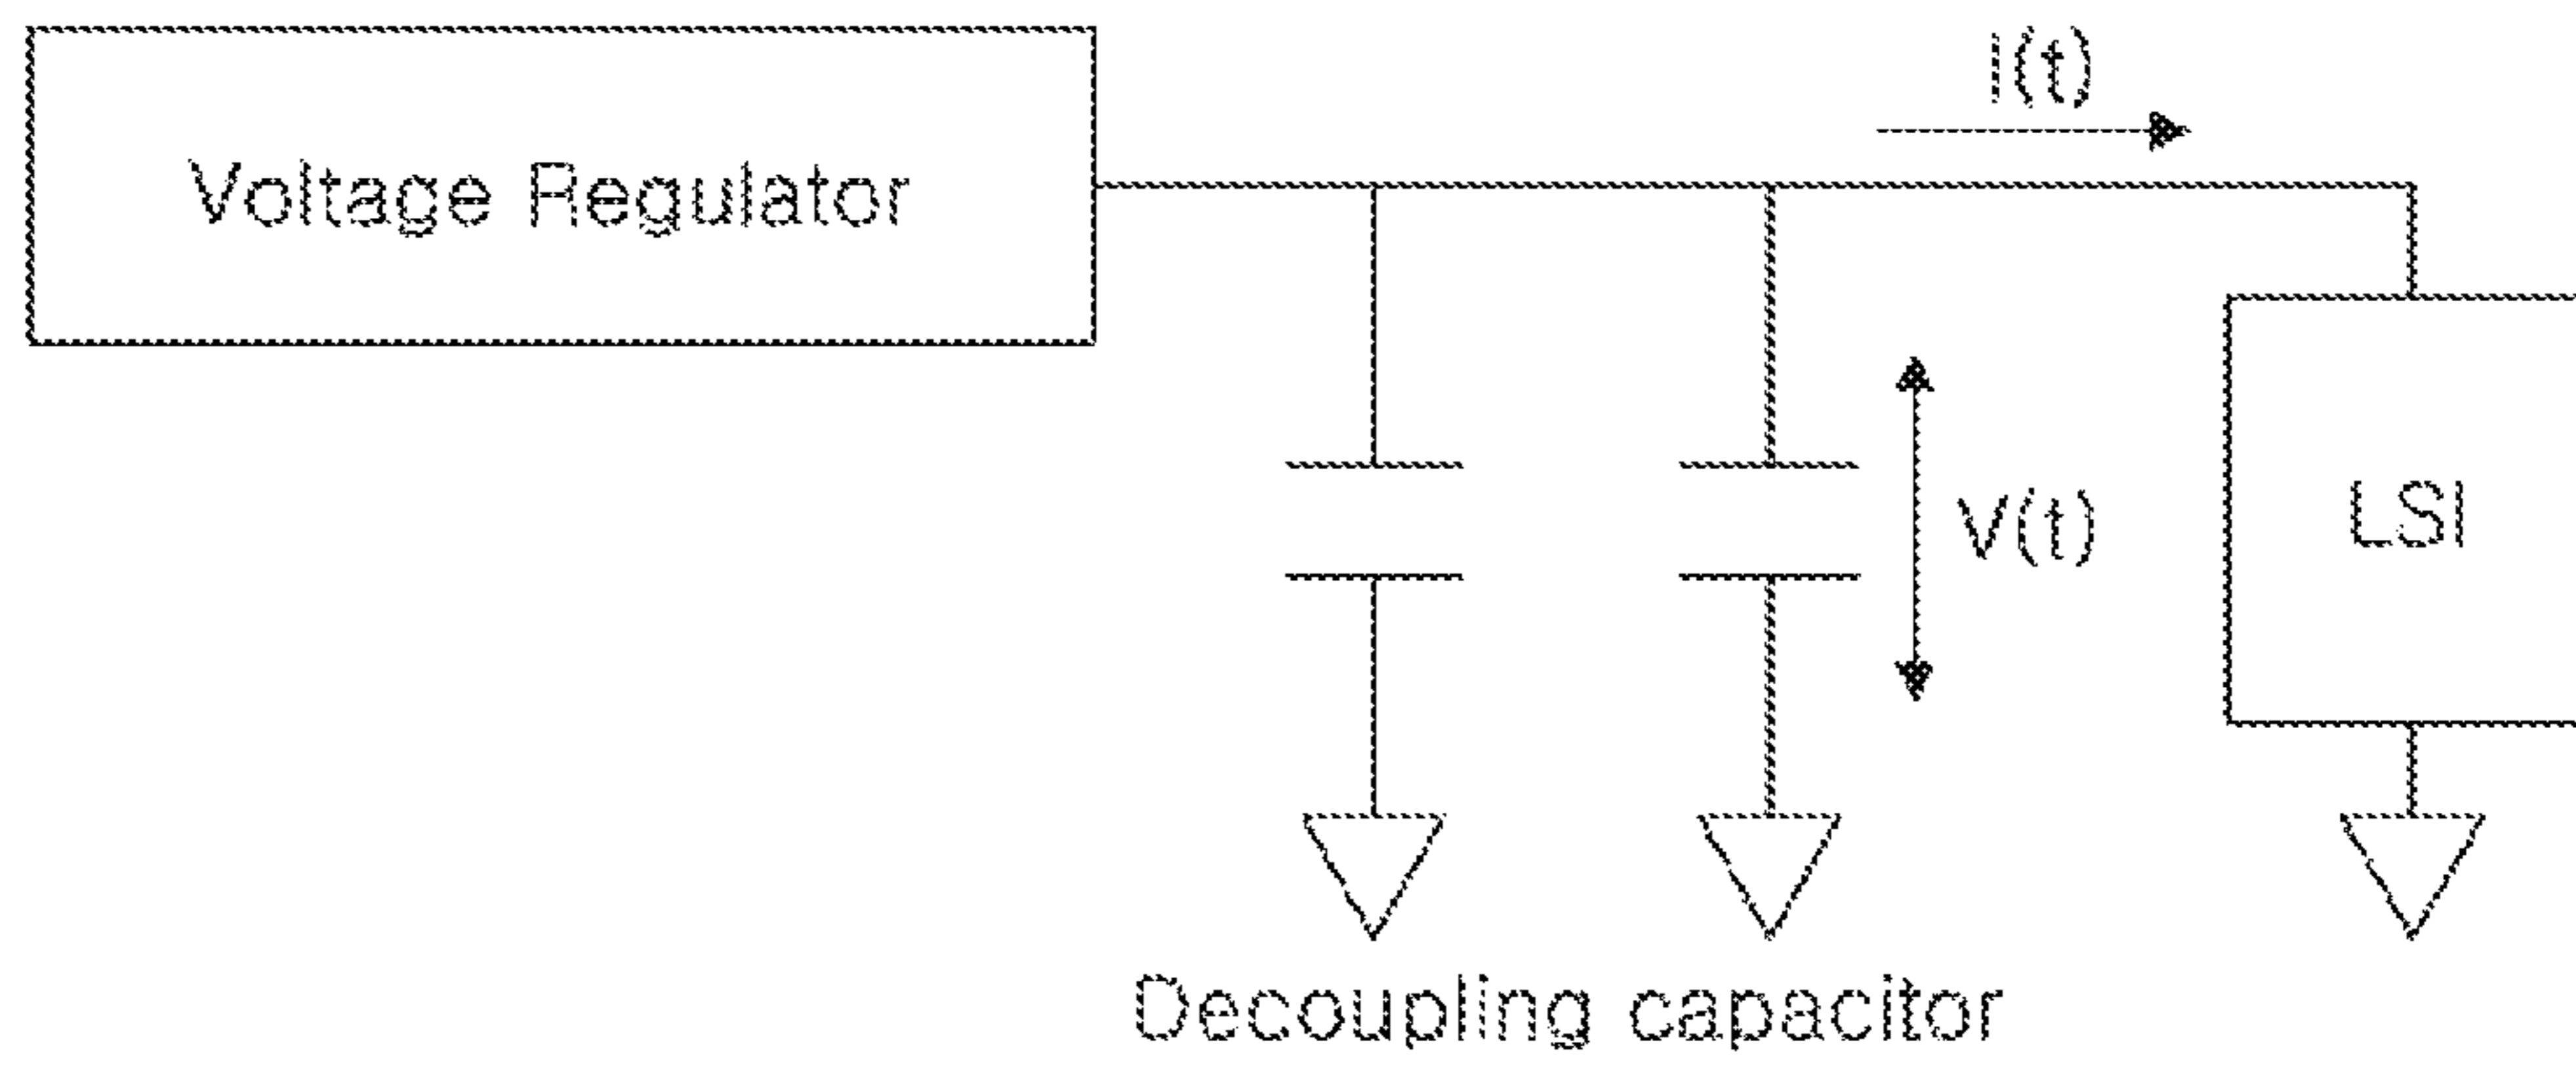 I(t)
Voltage Regulator
V(t)
LSI
Decoupling capacitor